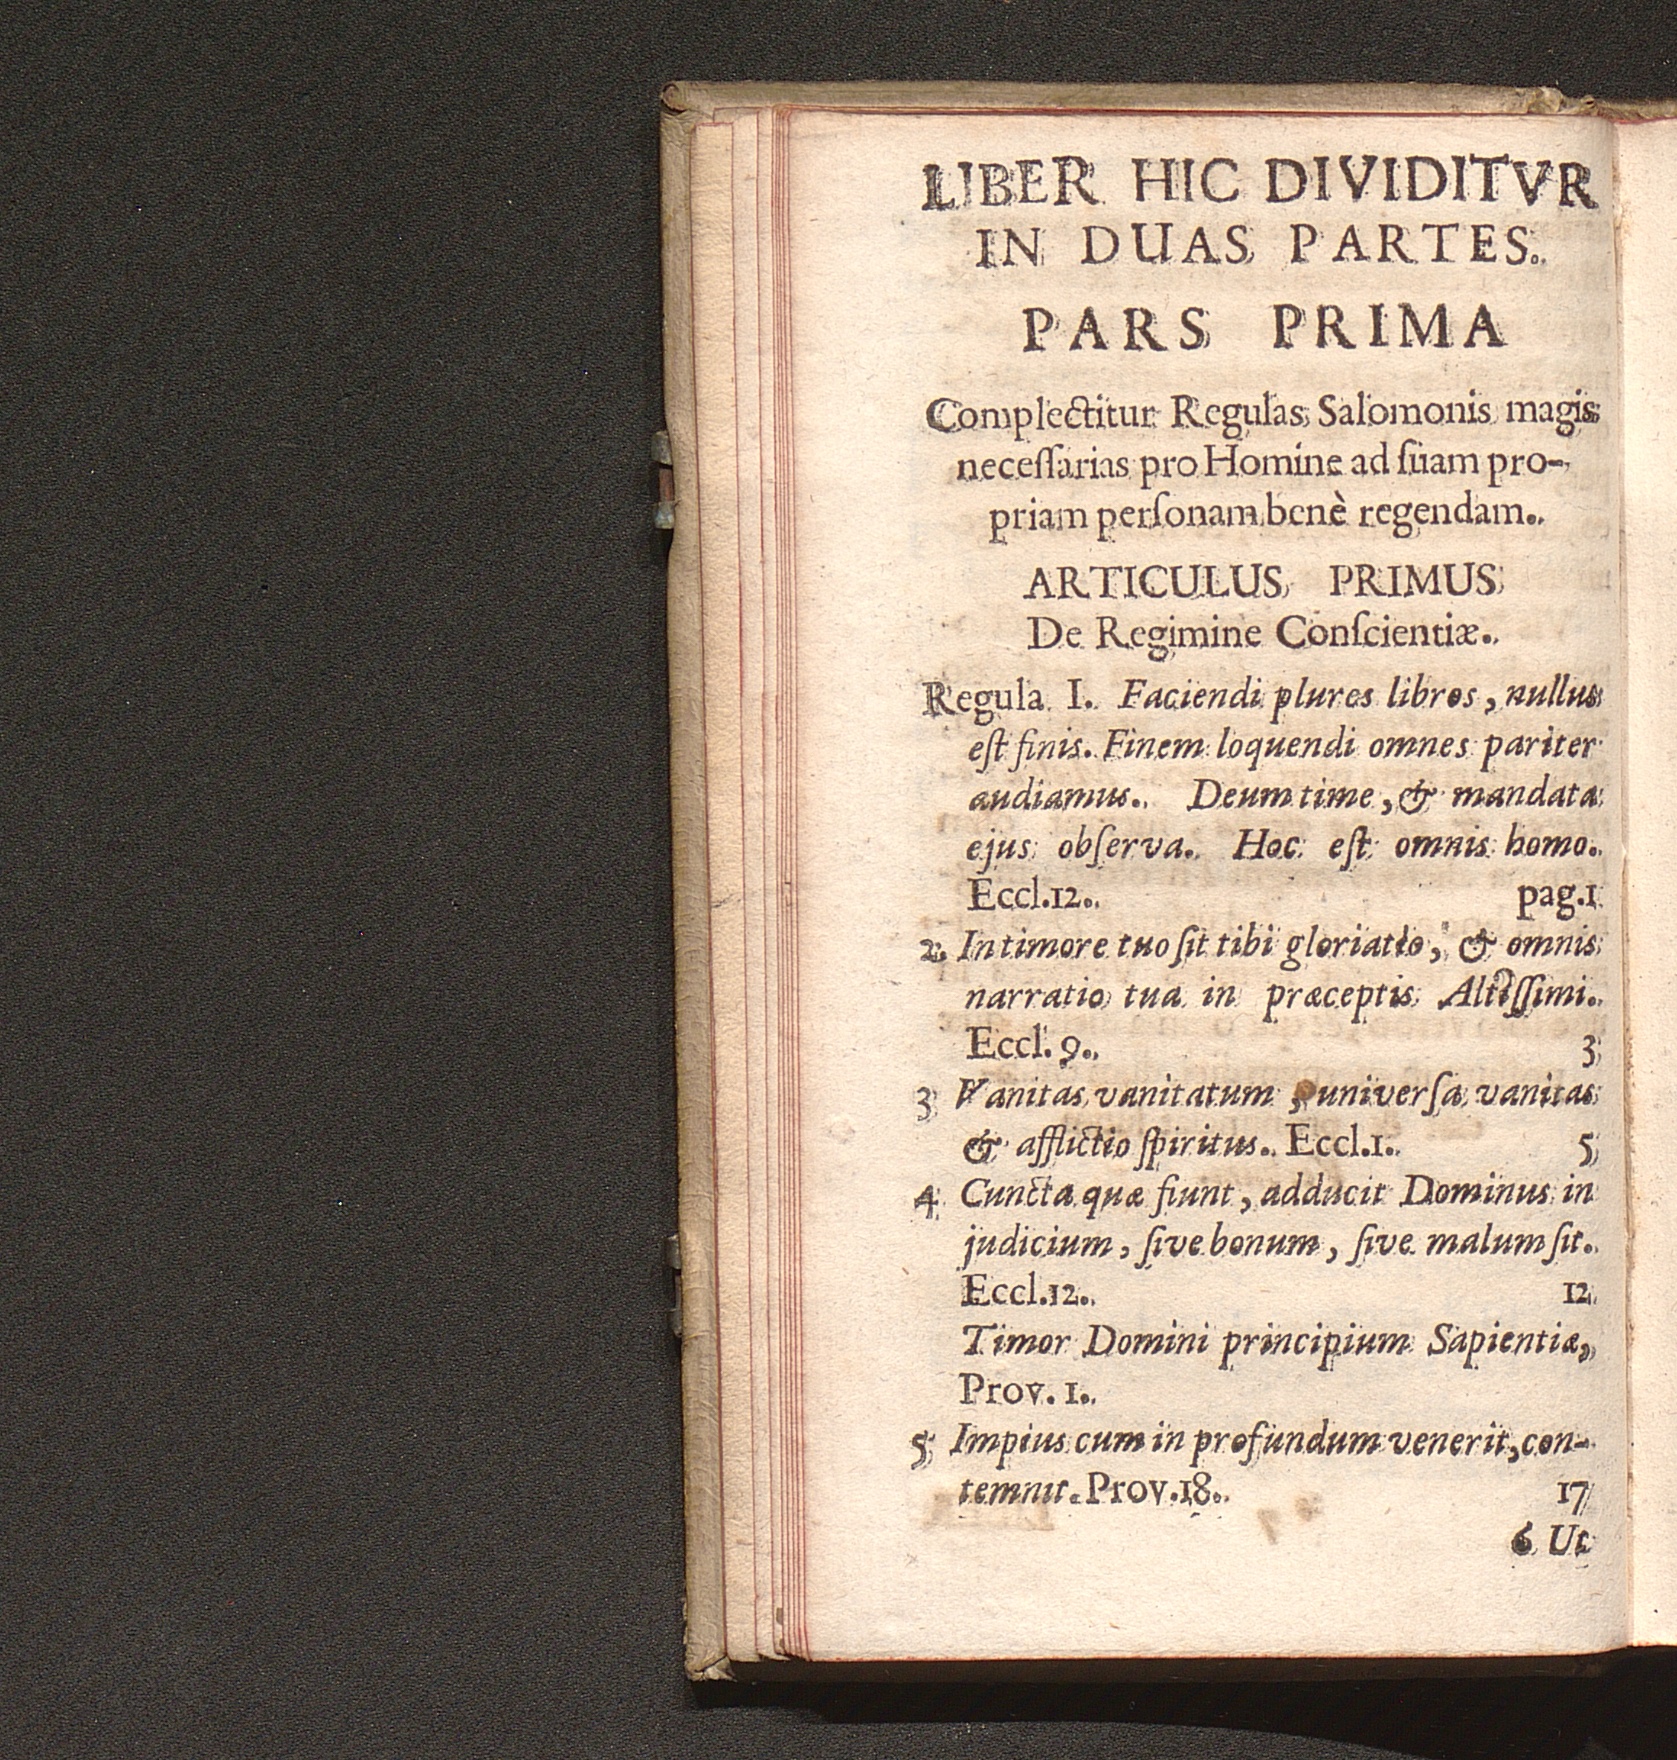 LIBER HIC DIVIDITVR
IN DUAS PARTES.
PARS PRIMA
Complectitur Regulas Salomonis magis
neceſſarias pro Homine ad ſuam pro-
priam perſonam benè regendam.
ARTICULUS PRIMUS
De Regimine Conſcientiæ.
Regula I. Faciendi plures libros, nullus
eſt finis. Finem loquendi omnes pariter
audiamus. Deum time, & mandata
ejus obſerva. Hoc eſt omnis homo.
Eccl.12. pag.1
2. In timore tuo ſit tibi gloriatio, & omnis
narratio tua in præceptis Altiſſimi.
Eccl. 9. 3
3 Vanitas vanitatum, univerſa vanitas
& afflictio ſpiritus. Eccl.1. 5
4 Cuncta quæ fiunt, adducit Dominus in
judicium, ſive bonum, ſive malum ſit.
Eccl.12. 12
Timor Domini principium Sapientiæ,
Prov. 1.
5 Impius cum in profundum venerit, con-
temnit. Prov.18. 17
6 Ut